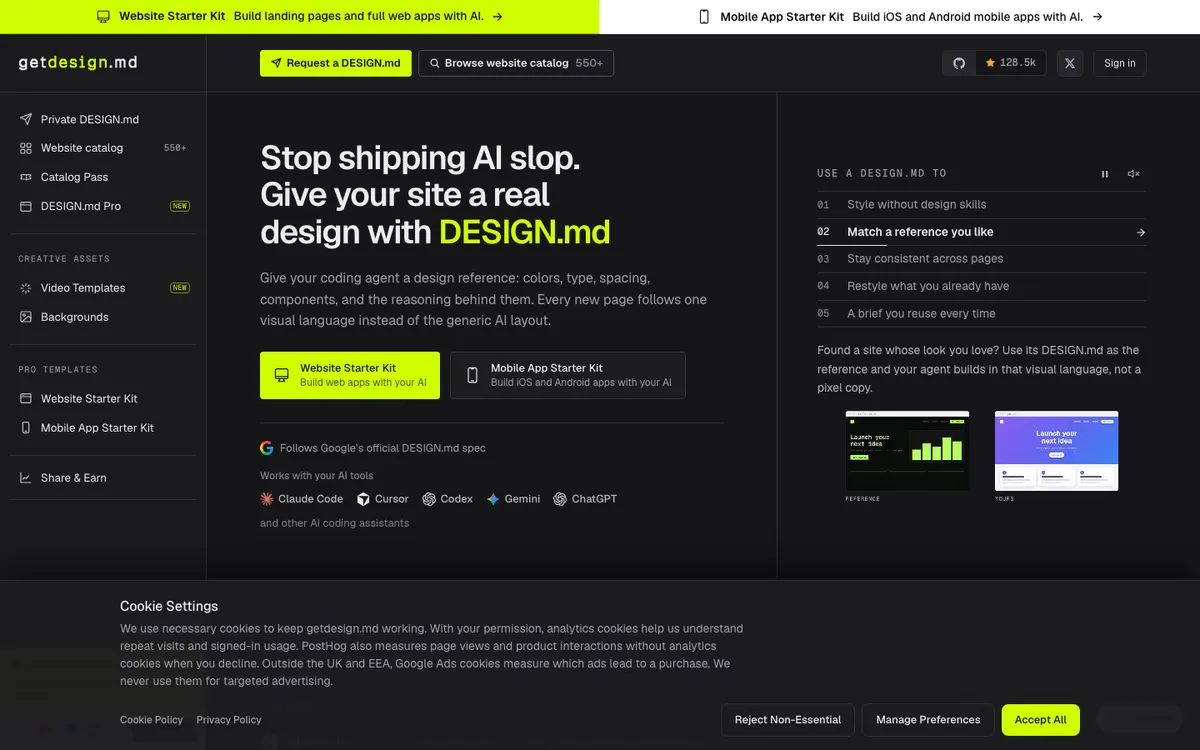 Website Starter Kit Build landing pages and full web apps with AI. →
Mobile App Starter Kit Build iOS and Android mobile apps with AI. →
getdesign.md
Request a DESIGN.md
Browse website catalog 550+
128.5k
Sign in
Private DESIGN.md
Website catalog 550+
Catalog Pass
DESIGN.md Pro NEW
CREATIVE ASSETS
Video Templates NEW
Backgrounds
PRO TEMPLATES
Website Starter Kit
Mobile App Starter Kit
Share & Earn
Stop shipping AI slop.
Give your site a real
design with DESIGN.md
Give your coding agent a design reference: colors, type, spacing,
components, and the reasoning behind them. Every new page follows one
visual language instead of the generic AI layout.
Website Starter Kit
Build web apps with your AI
Mobile App Starter Kit
Build iOS and Android apps with your AI
Follows Google's official DESIGN.md spec
Works with your AI tools
Claude Code Cursor Codex Gemini ChatGPT
and other AI coding assistants
USE A DESIGN.MD TO
01 Style without design skills
02 Match a reference you like →
03 Stay consistent across pages
04 Restyle what you already have
05 A brief you reuse every time
Found a site whose look you love? Use its DESIGN.md as the
reference and your agent builds in that visual language, not a
pixel copy.
Launch your
next idea
REFERENCE
Launch your
next idea
YOURS
Cookie Settings
We use necessary cookies to keep getdesign.md working. With your permission, analytics cookies help us understand
repeat visits and signed-in usage. PostHog also measures page views and product interactions without analytics
cookies when you decline. Outside the UK and EEA, Google Ads cookies measure which ads lead to a purchase. We
never use them for targeted advertising.
Cookie Policy Privacy Policy
Reject Non-Essential
Manage Preferences
Accept All